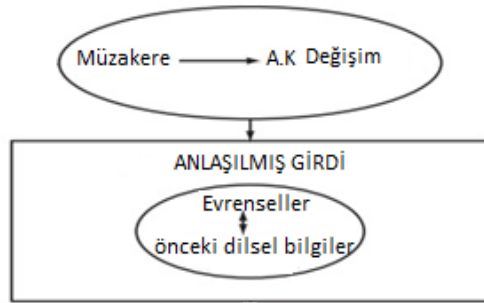 Müzakere A.K Değişim
ANLAŞILMIŞ GİRDİ
Evrenseller
önceki dilsel bilgiler